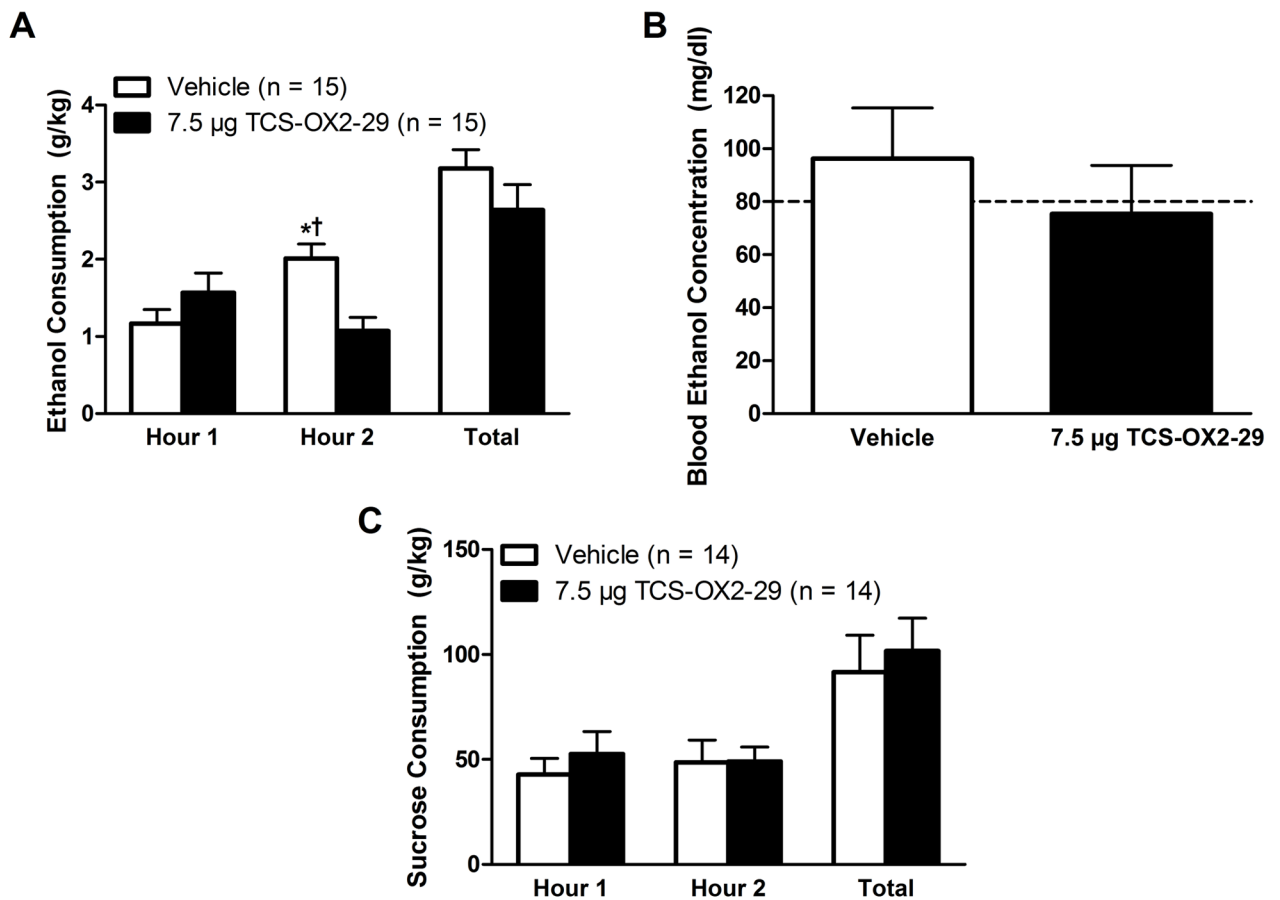 A
Ethanol Consumption (g/kg)
Vehicle (n = 15)
7.5 µg TCS-OX2-29 (n = 15)
4
3
2
1
0
*†
Hour 1
Hour 2
Total
B
Blood Ethanol Concentration (mg/dl)
120
100
80
60
40
20
0
Vehicle
7.5 µg TCS-OX2-29
C
Sucrose Consumption (g/kg)
Vehicle (n = 14)
7.5 µg TCS-OX2-29 (n = 14)
150
100
50
0
Hour 1
Hour 2
Total